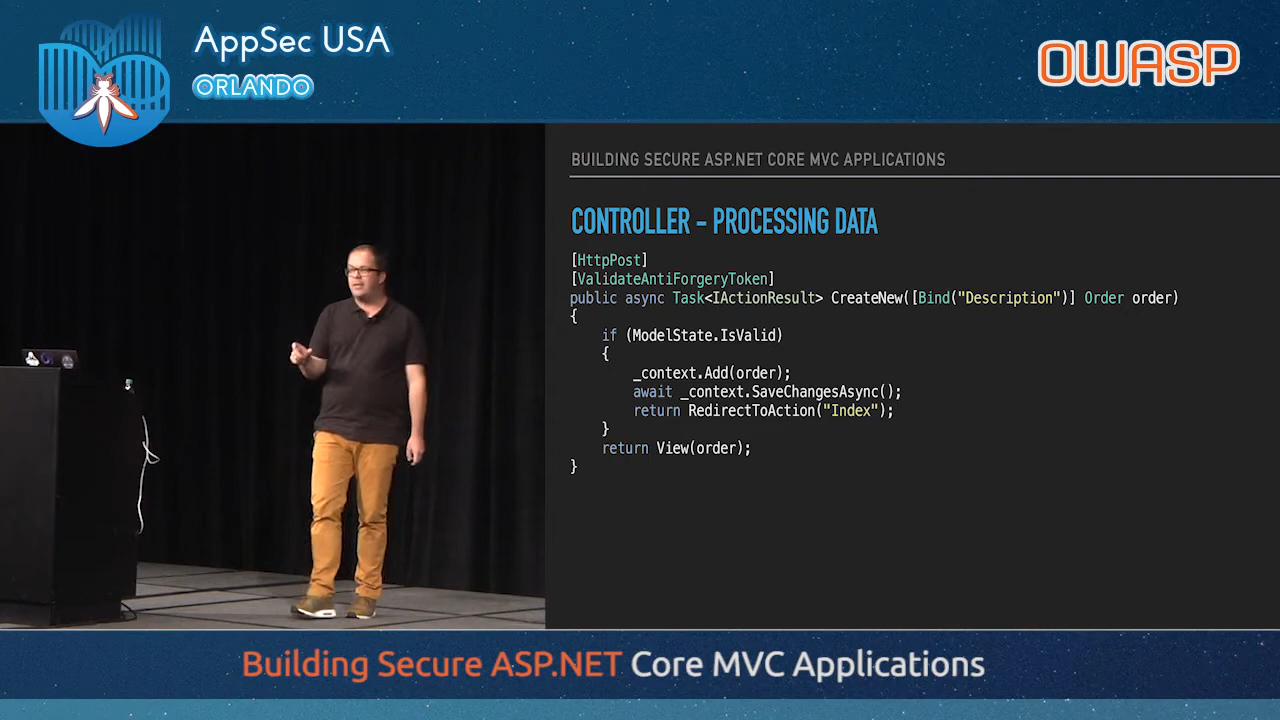 AppSec USA
ORLANDO
OWASP
BUILDING SECURE ASP.NET CORE MVC APPLICATIONS
CONTROLLER - PROCESSING DATA
[HttpPost]
[ValidateAntiForgeryToken]
public async Task<IActionResult> CreateNew([Bind("Description")] Order order)
{
    if (ModelState.IsValid)
    {
        _context.Add(order);
        await _context.SaveChangesAsync();
        return RedirectToAction("Index");
    }
    return View(order);
}
Building Secure ASP.NET Core MVC Applications